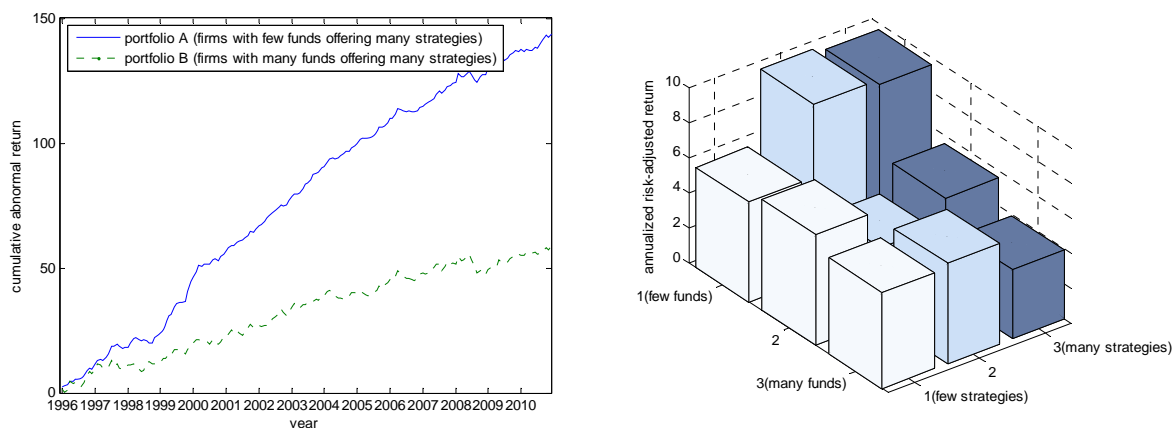 150
100
50
0
cumulative abnormal return
portfolio A (firms with few funds offering many strategies)
portfolio B (firms with many funds offering many strategies)
1996 1997 1998 1999 2000 2001 2002 2003 2004 2005 2006 2007 2008 2009 2010
year
10
8
6
4
2
0
annualized risk-adjusted return
1(few funds)
2
3(many funds)
3(many strategies)
2
1(few strategies)